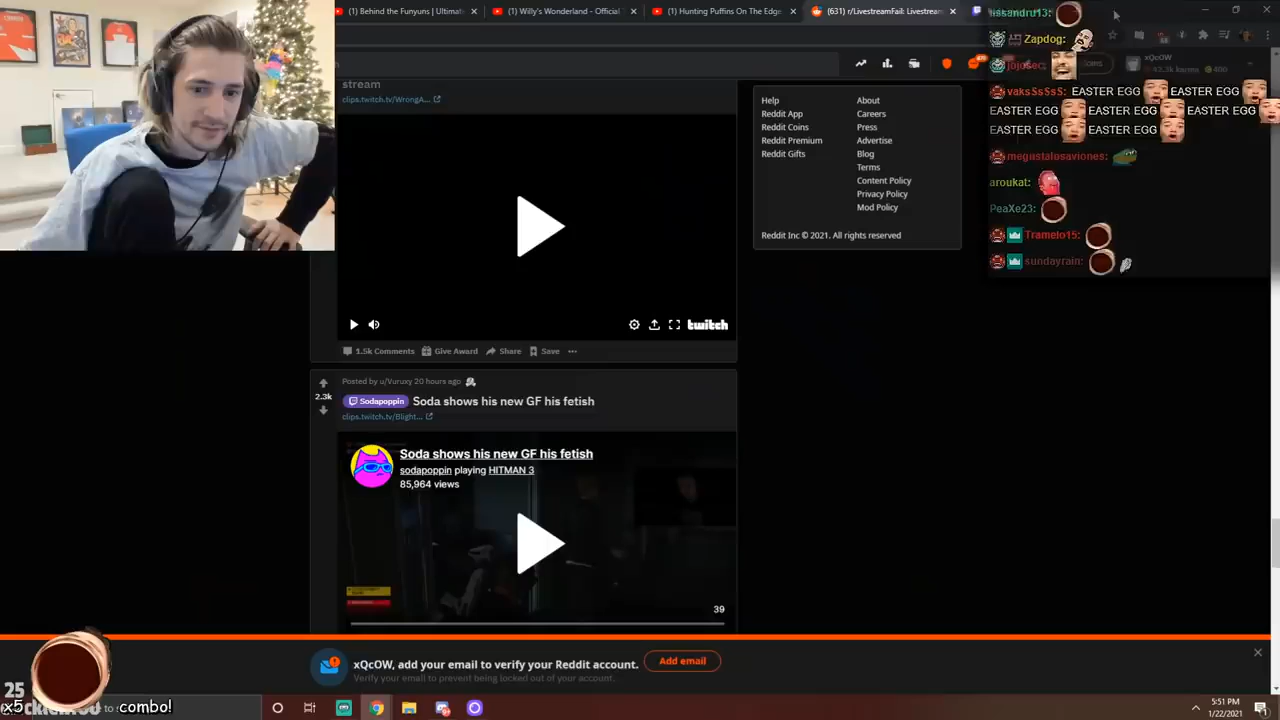 (1) Behind the Funyuns | Ultimat
(1) Willy's Wonderland - Official
(1) Hunting Puffins On The Edge
(631) r/LivestreamFail: Livestream
ssandru13:
Zapdog:
jojosec:
vaksSsSsS: EASTER EGG EASTER EGG
EASTER EGG EASTER EGG EASTER EGG
EASTER EGG EASTER EGG
megustalosaviones:
aroukat:
PeaXe23:
Tramelo15:
sundayrain:
xQcOW
stream
clips.twitch.tv/WrongA...
twitch
1.5k Comments Give Award Share Save
Help
Reddit App
Reddit Coins
Reddit Premium
Reddit Gifts
About
Careers
Press
Advertise
Blog
Terms
Content Policy
Privacy Policy
Mod Policy
Reddit Inc © 2021. All rights reserved
Posted by u/Vuruxy 20 hours ago
2.3k
Sodapoppin Soda shows his new GF his fetish
clips.twitch.tv/Blight...
Soda shows his new GF his fetish
sodapoppin playing HITMAN 3
85,964 views
39
xQcOW, add your email to verify your Reddit account.
Verify your email to prevent being locked out of your account.
Add email
25
x5 combo!
5:51 PM
1/22/2021